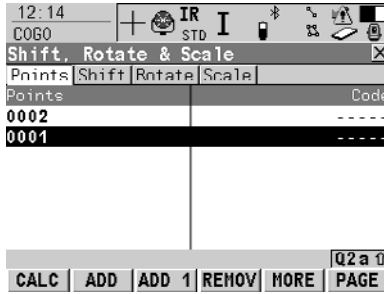 12:14
COGO
IR
STD
I
Shift, Rotate & Scale
Points Shift Rotate Scale
Points Code
0002 -----
0001 -----
Q2a
CALC ADD ADD 1 REMOV MORE PAGE